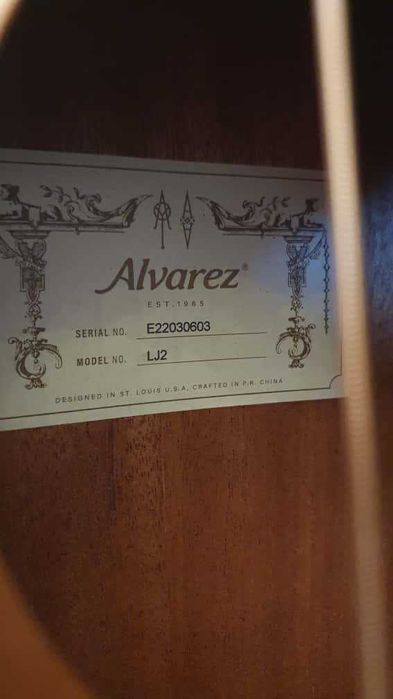 Alvarez®
EST.1965
SERIAL NO. E22030603
MODEL NO. LJ2
DESIGNED IN ST. LOUIS U.S.A, CRAFTED IN P.R. CHINA